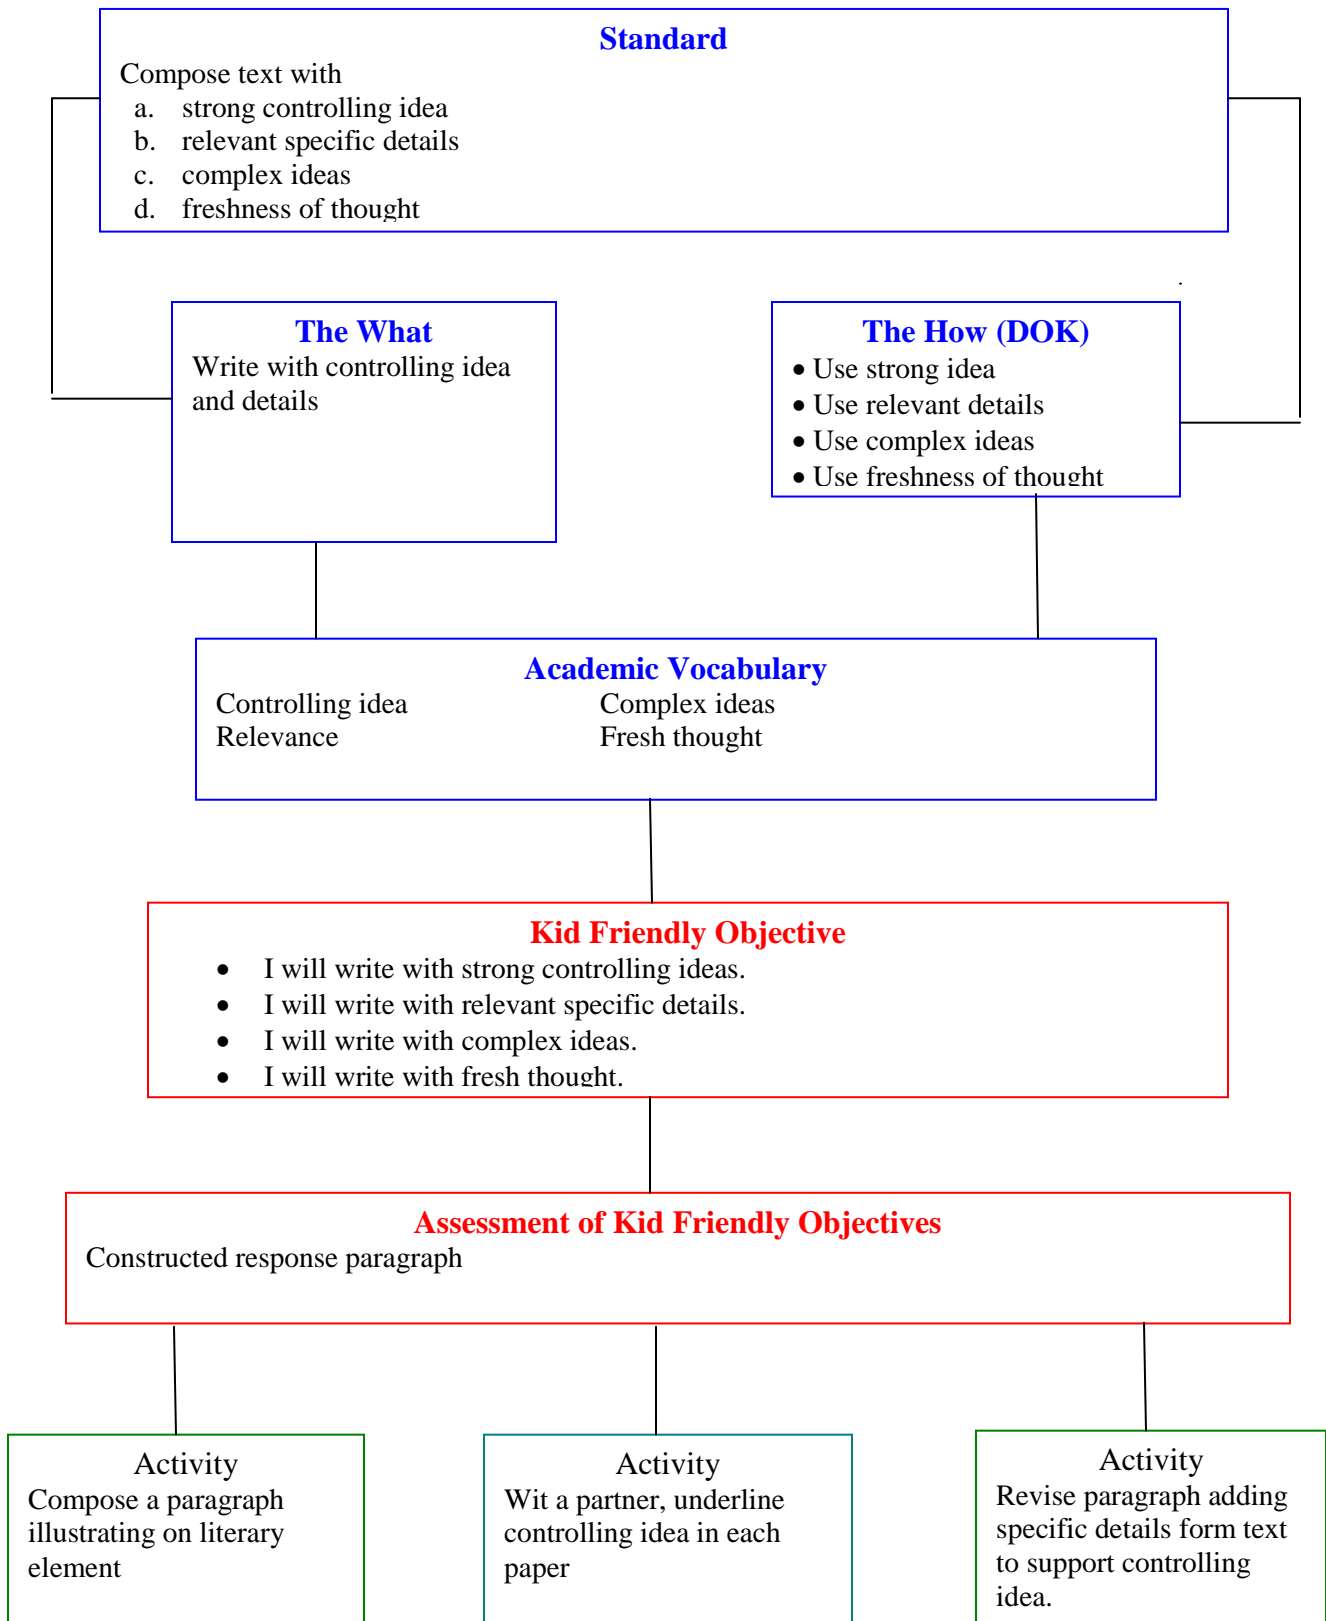 Standard
Compose text with
a. strong controlling idea
b. relevant specific details
c. complex ideas
d. freshness of thought
The What
Write with controlling idea
and details
The How (DOK)
• Use strong idea
• Use relevant details
• Use complex ideas
• Use freshness of thought
Academic Vocabulary
Controlling idea Complex ideas
Relevance Fresh thought
Kid Friendly Objective
• I will write with strong controlling ideas.
• I will write with relevant specific details.
• I will write with complex ideas.
• I will write with fresh thought.
Assessment of Kid Friendly Objectives
Constructed response paragraph
Activity
Compose a paragraph
illustrating on literary
element
Activity
Wit a partner, underline
controlling idea in each
paper
Activity
Revise paragraph adding
specific details form text
to support controlling
idea.